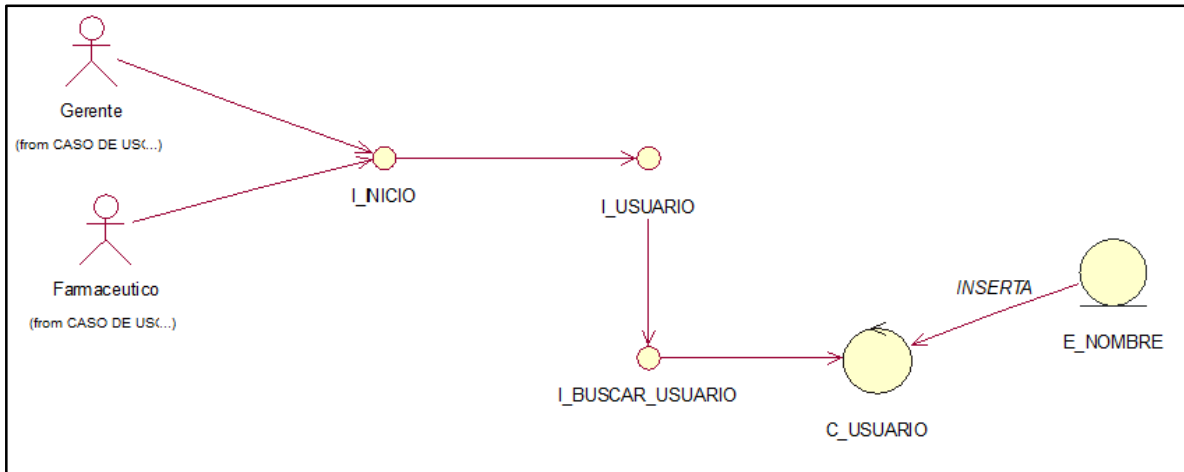 Gerente
(from CASO DE US(...)
Farmaceutico
(from CASO DE US(...)
I_INICIO
I_USUARIO
I_BUSCAR_USUARIO
C_USUARIO
INSERTA
E_NOMBRE